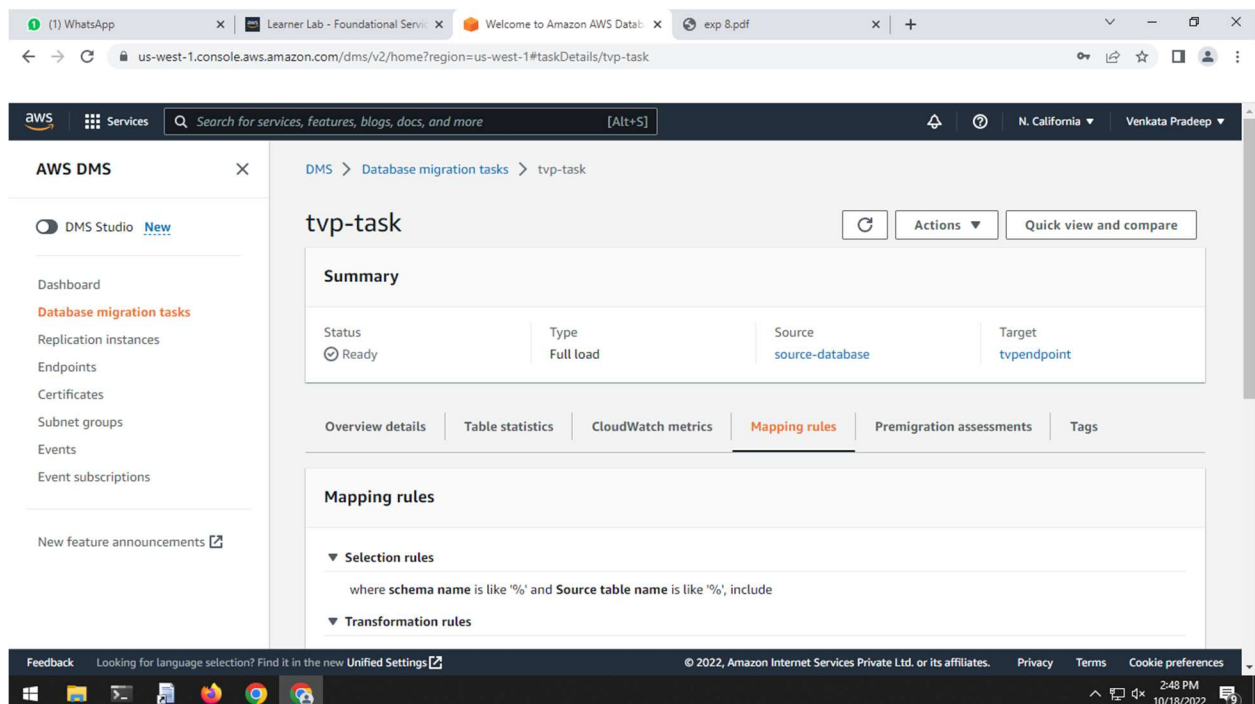 (1) WhatsApp
Learner Lab - Foundational Servic
Welcome to Amazon AWS Datab
exp 8.pdf
us-west-1.console.aws.amazon.com/dms/v2/home?region=us-west-1#taskDetails/tvp-task
aws Services Search for services, features, blogs, docs, and more [Alt+S] N. California Venkata Pradeep
AWS DMS
DMS Studio New
Dashboard
Database migration tasks
Replication instances
Endpoints
Certificates
Subnet groups
Events
Event subscriptions
New feature announcements
DMS > Database migration tasks > tvp-task
tvp-task
Actions
Quick view and compare
Summary
Status Type Source Target
Ready Full load source-database tvpendpoint
Overview details Table statistics CloudWatch metrics Mapping rules Premigration assessments Tags
Mapping rules
Selection rules
where schema name is like '%' and Source table name is like '%', include
Transformation rules
Feedback Looking for language selection? Find it in the new Unified Settings © 2022, Amazon Internet Services Private Ltd. or its affiliates. Privacy Terms Cookie preferences
2:48 PM
10/18/2022
9